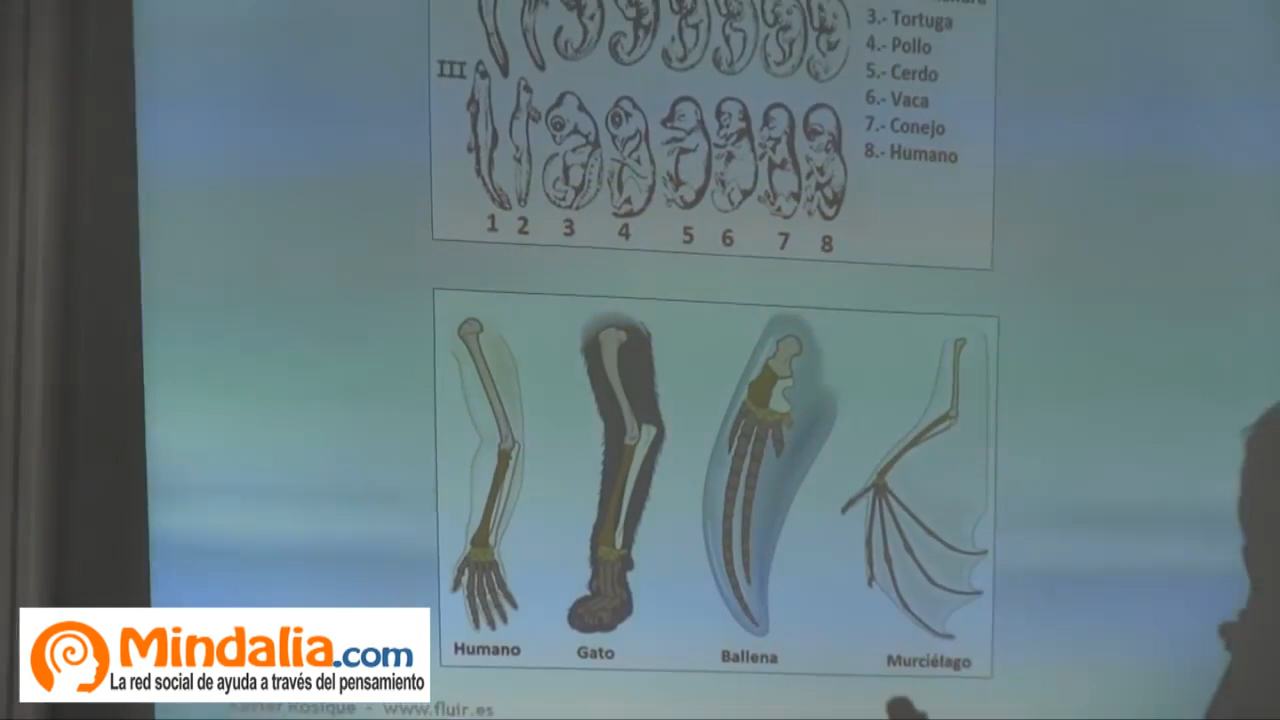 3.- Tortuga
4.- Pollo
5.- Cerdo
6.- Vaca
7.- Conejo
8.- Humano
III
1 2 3 4 5 6 7 8
Humano
Gato
Ballena
Murciélago
Mindalia.com
La red social de ayuda a través del pensamiento
Xavier Rosique - www.fluir.es